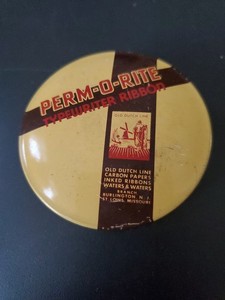 PERM-O-RITE
TYPEWRITER RIBBON
OLD DUTCH LINE
OLD DUTCH LINE
CARBON PAPERS
INKED RIBBONS
WATERS & WATERS
BRANCH
BURLINGTON N. J.
ST. LOUIS, MISSOURI